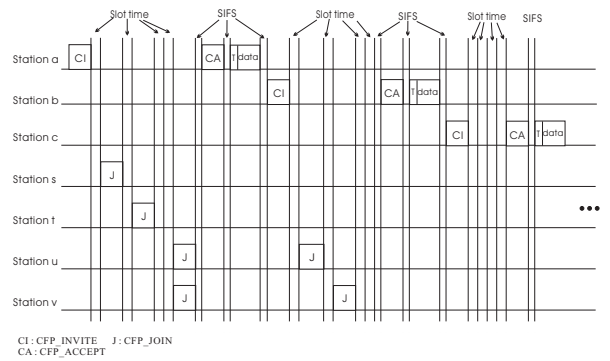 Slot time SIFS Slot time SIFS Slot time SIFS
Station a CI CA T data
Station b CI CA T data
Station c CI CA T data
Station s J
Station t J
•••
Station u J J
Station v J J
CI : CFP_INVITE J : CFP_JOIN
CA : CFP_ACCEPT